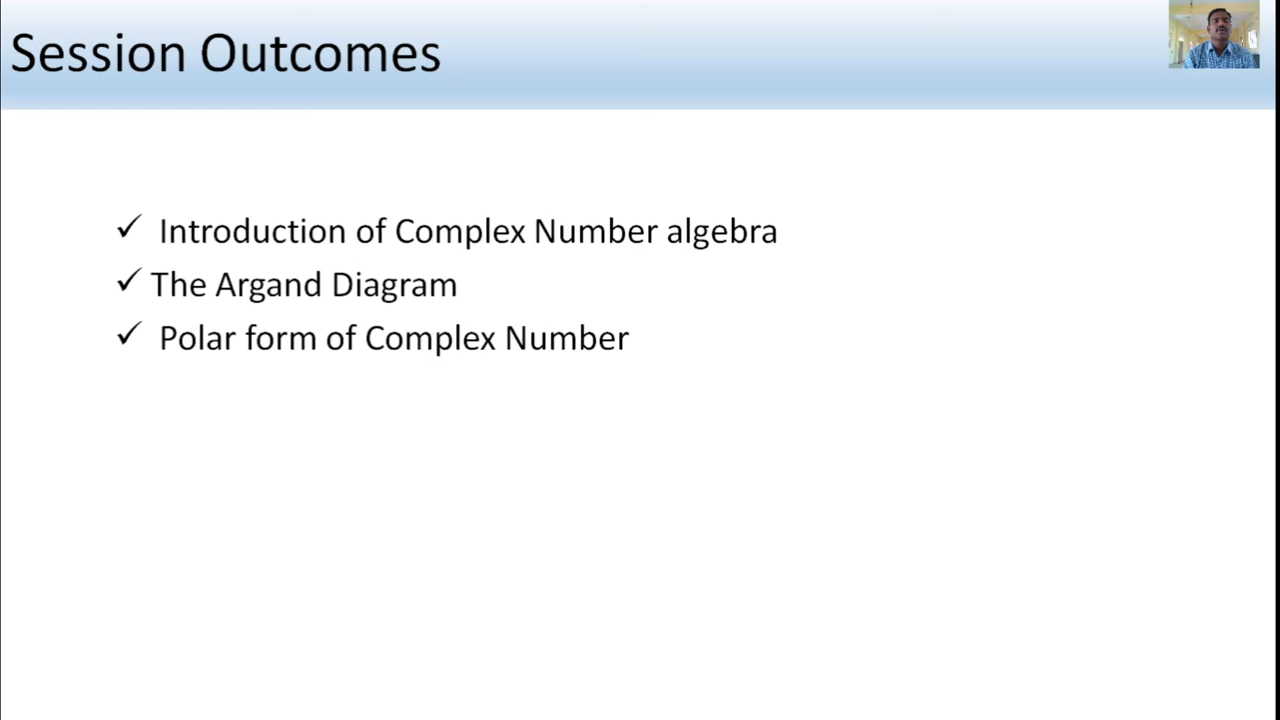 Session Outcomes
✓ Introduction of Complex Number algebra
✓ The Argand Diagram
✓ Polar form of Complex Number